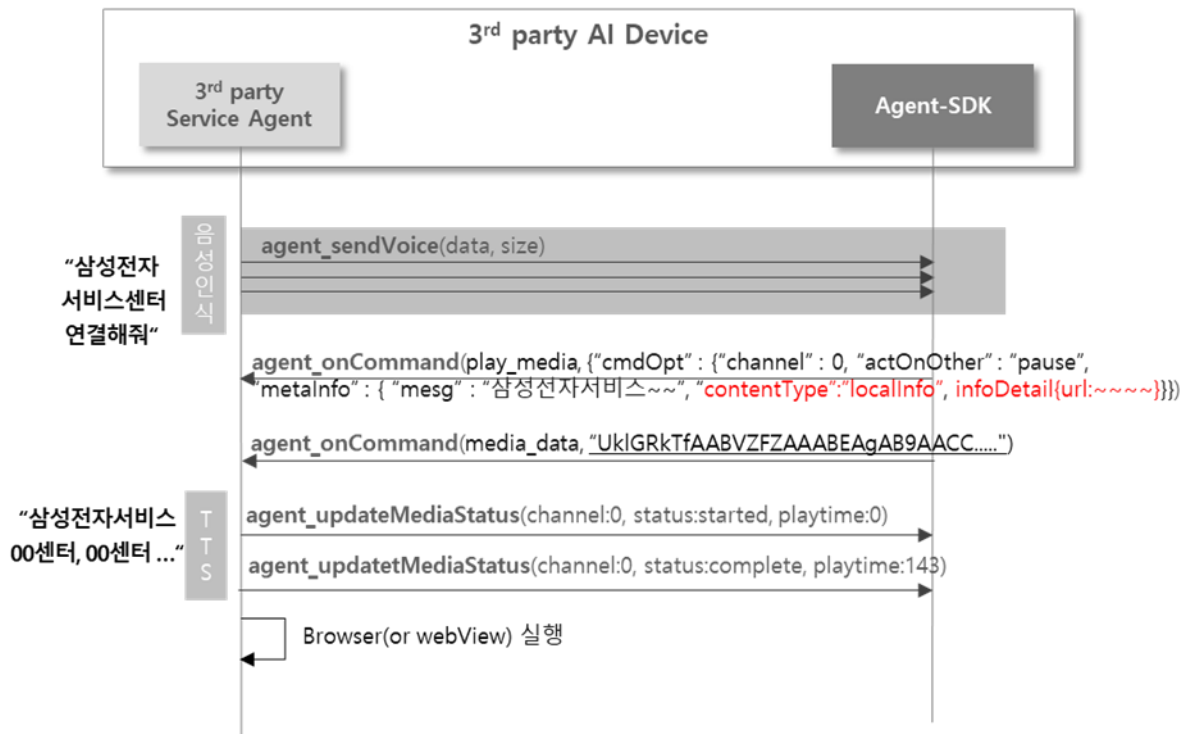 3rd party AI Device
3rd party
Service Agent
Agent-SDK
음성인식
agent_sendVoice(data, size)
“삼성전자
서비스센터
연결해줘“
agent_onCommand(play_media, {“cmdOpt” : {“channel” : 0, “actOnOther” : “pause”,
“metaInfo” : { “mesg” : “삼성전자서비스~~”, “contentType”:”localInfo”, infoDetail{url:~~~~}}})
agent_onCommand(media_data, “UklGRkTfAABVZFZAAABEAgAB9AACC.....")
TTS
“삼성전자서비스
00센터, 00센터 ...“
agent_updateMediaStatus(channel:0, status:started, playtime:0)
agent_updatetMediaStatus(channel:0, status:complete, playtime:143)
Browser(or webView) 실행